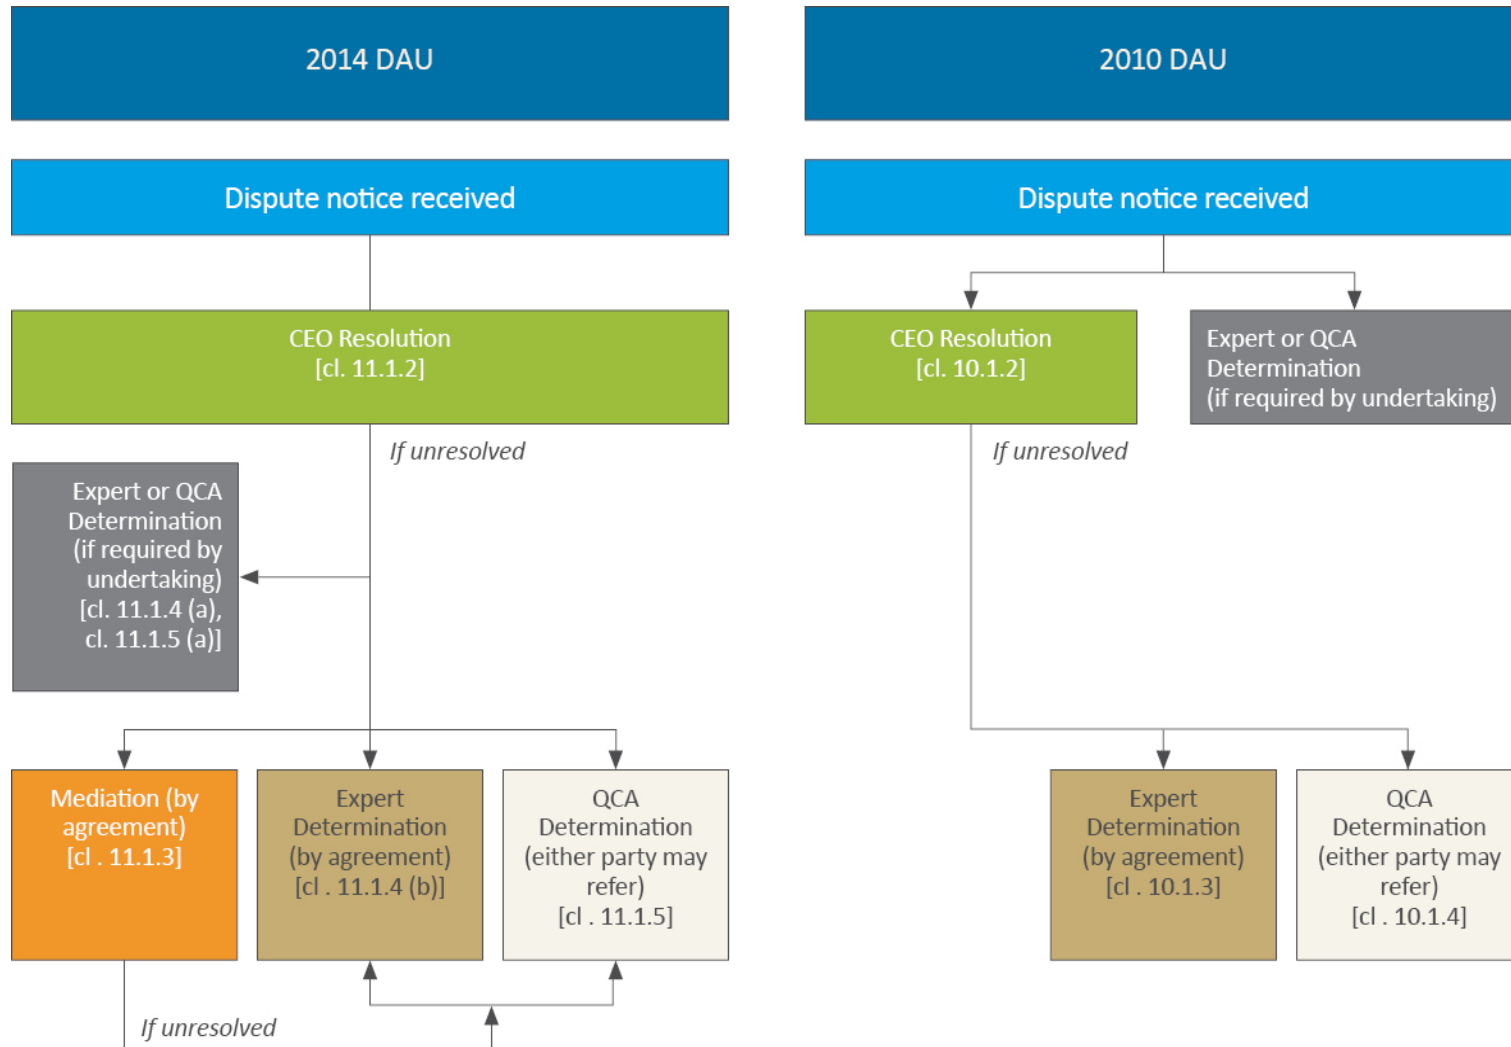 2014 DAU
Dispute notice received
CEO Resolution
[cl. 11.1.2]
If unresolved
Expert or QCA
Determination
(if required by
undertaking)
[cl. 11.1.4 (a),
cl. 11.1.5 (a)]
Mediation (by
agreement)
[cl . 11.1.3]
Expert
Determination
(by agreement)
[cl . 11.1.4 (b)]
QCA
Determination
(either party may
refer)
[cl . 11.1.5]
If unresolved
2010 DAU
Dispute notice received
CEO Resolution
[cl. 10.1.2]
Expert or QCA
Determination
(if required by undertaking)
If unresolved
Expert
Determination
(by agreement)
[cl . 10.1.3]
QCA
Determination
(either party may
refer)
[cl . 10.1.4]